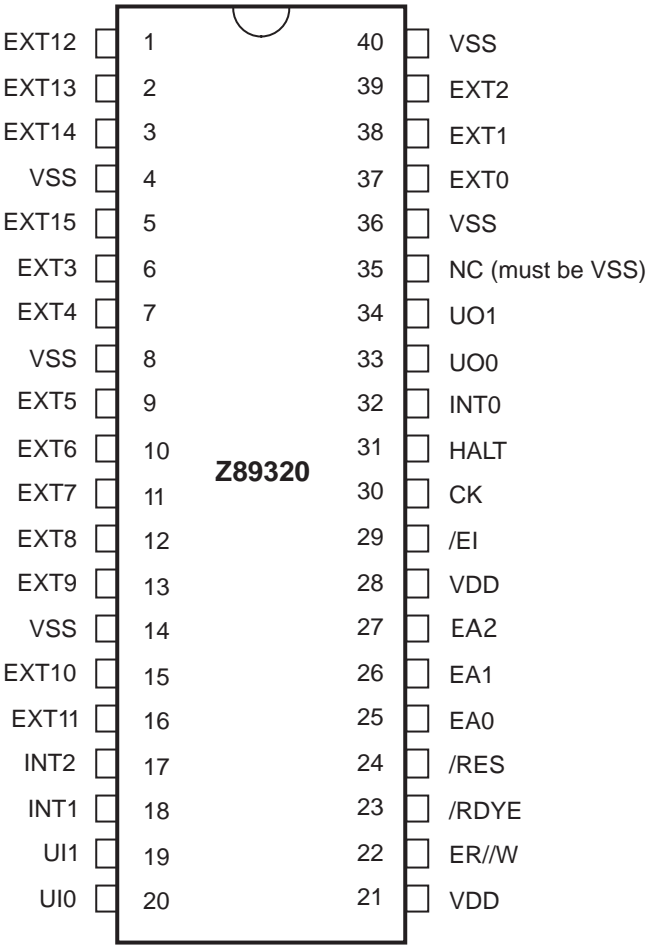 EXT12 1 40 VSS
EXT13 2 39 EXT2
EXT14 3 38 EXT1
VSS 4 37 EXT0
EXT15 5 36 VSS
EXT3 6 35 NC (must be VSS)
EXT4 7 34 UO1
VSS 8 33 UO0
EXT5 9 32 INT0
EXT6 10 31 HALT
Z89320
EXT7 11 30 CK
EXT8 12 29 /EI
EXT9 13 28 VDD
VSS 14 27 EA2
EXT10 15 26 EA1
EXT11 16 25 EA0
INT2 17 24 /RES
INT1 18 23 /RDYE
UI1 19 22 ER//W
UI0 20 21 VDD